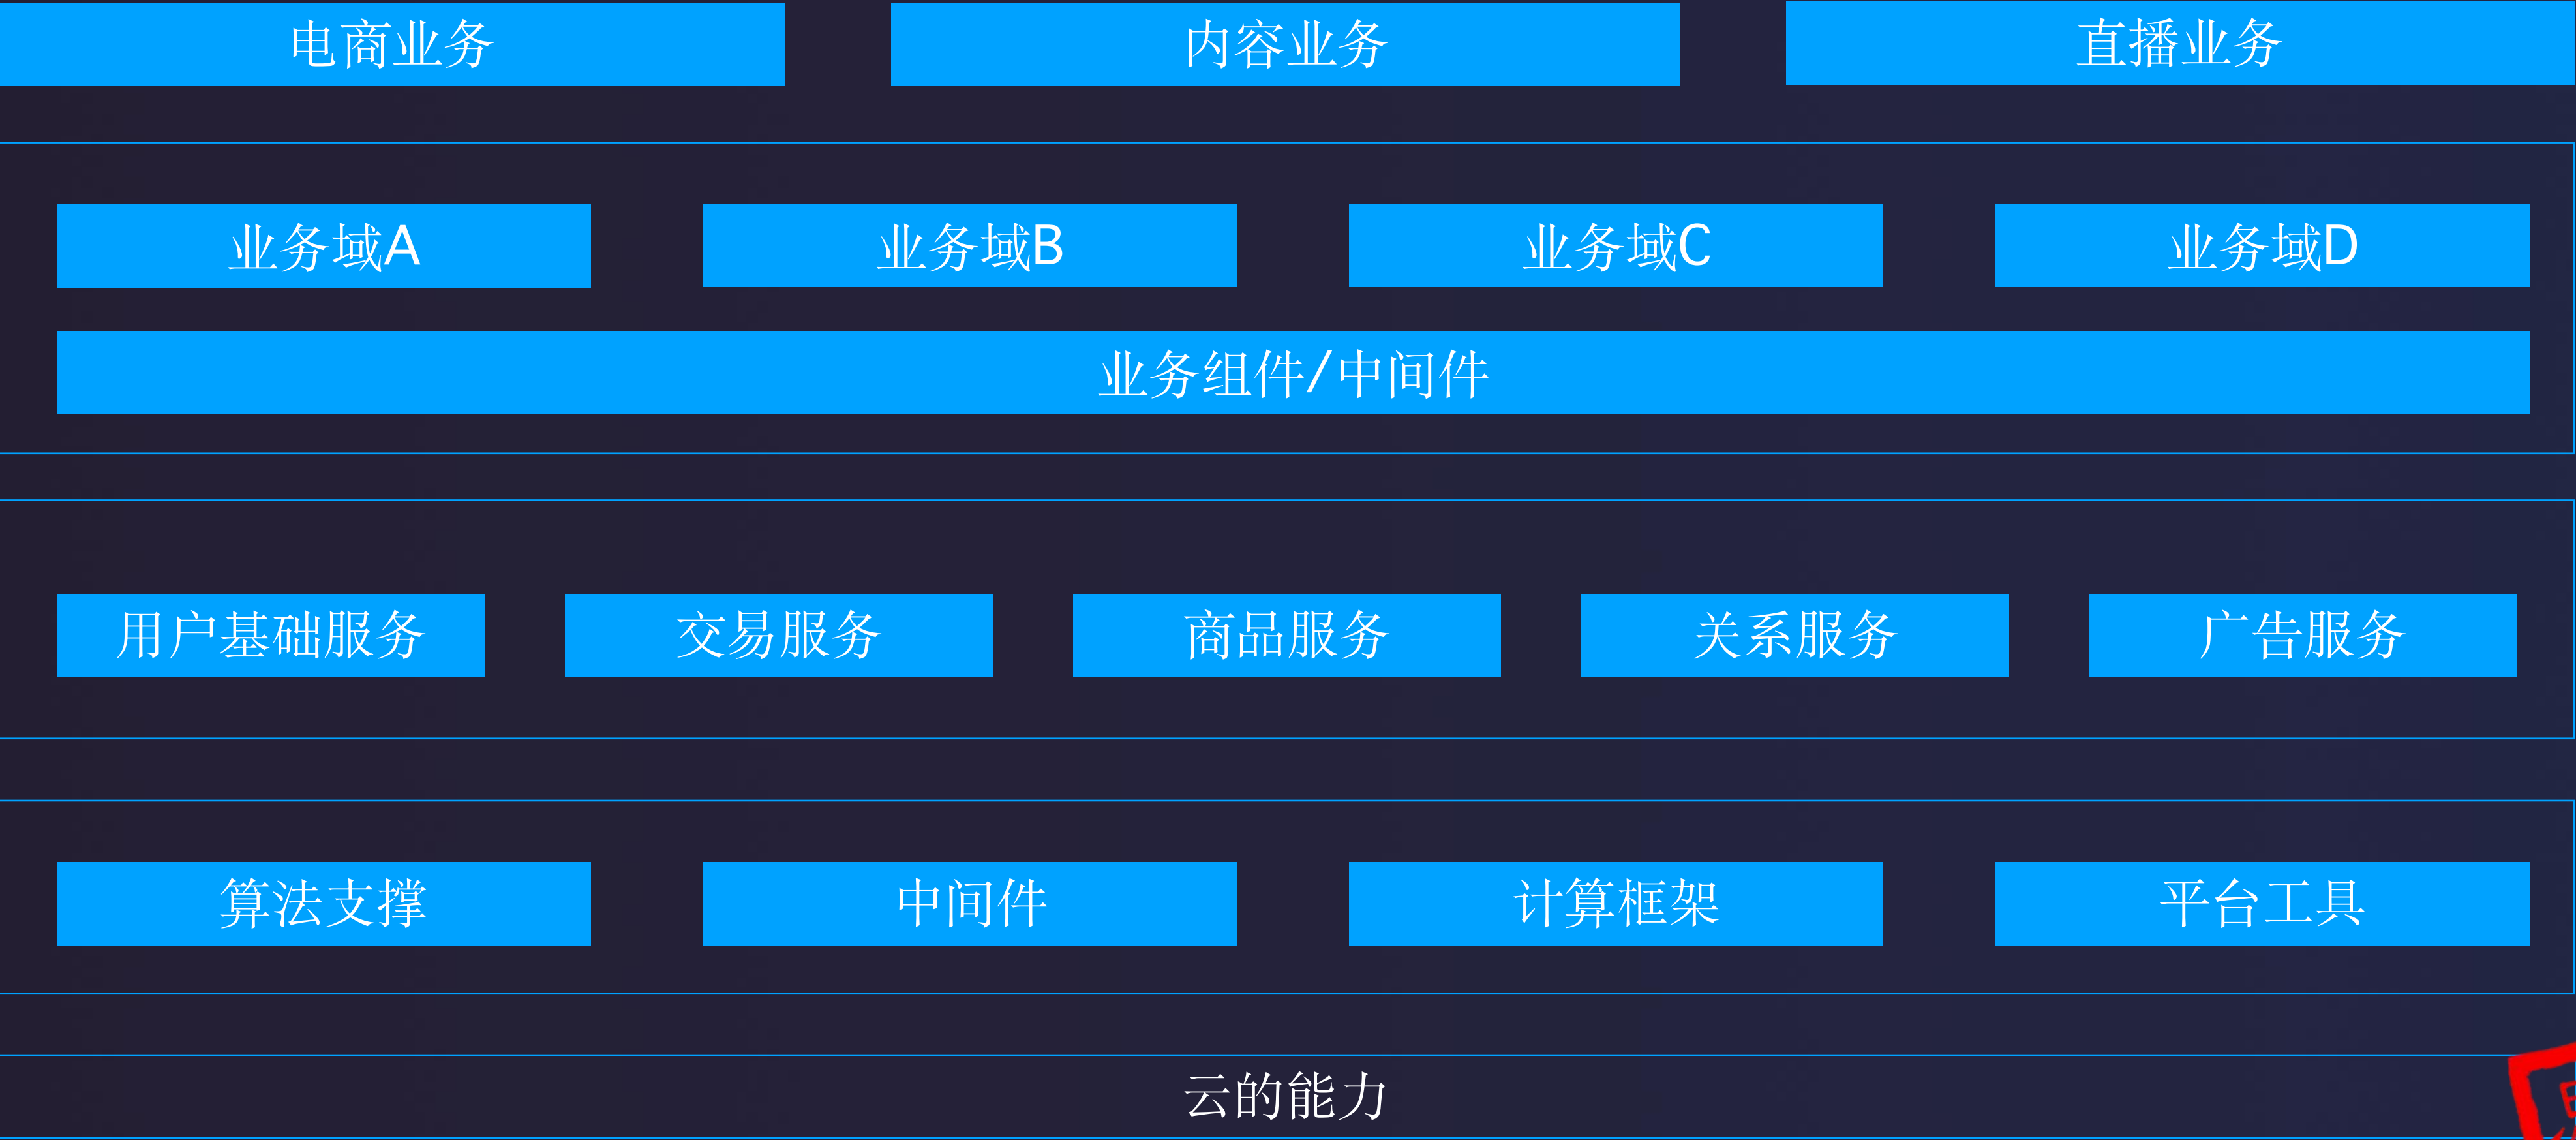 电商业务 内容业务 直播业务
业务域A 业务域B 业务域C 业务域D
业务组件/中间件
用户基础服务 交易服务 商品服务 关系服务 广告服务
算法支撑 中间件 计算框架 平台工具
云的能力